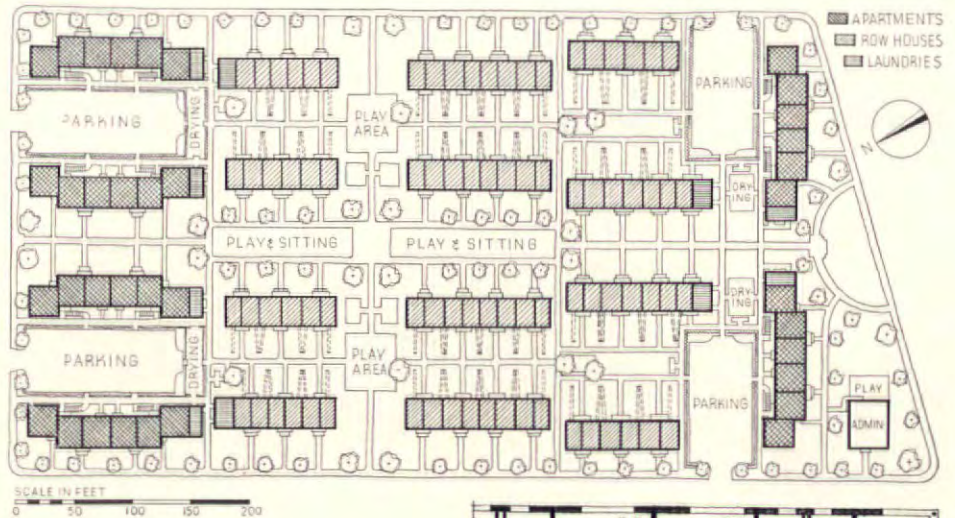 APARTMENTS
ROW HOUSES
LAUNDRIES
PARKING
DRYING
PLAY
AREA
PARKING
N
DRY
ING
PLAY & SITTING
PLAY & SITTING
DRY
ING
PARKING
DRYING
PLAY
AREA
PARKING
PLAY
ADMIN.
SCALE IN FEET
0 50 100 150 200